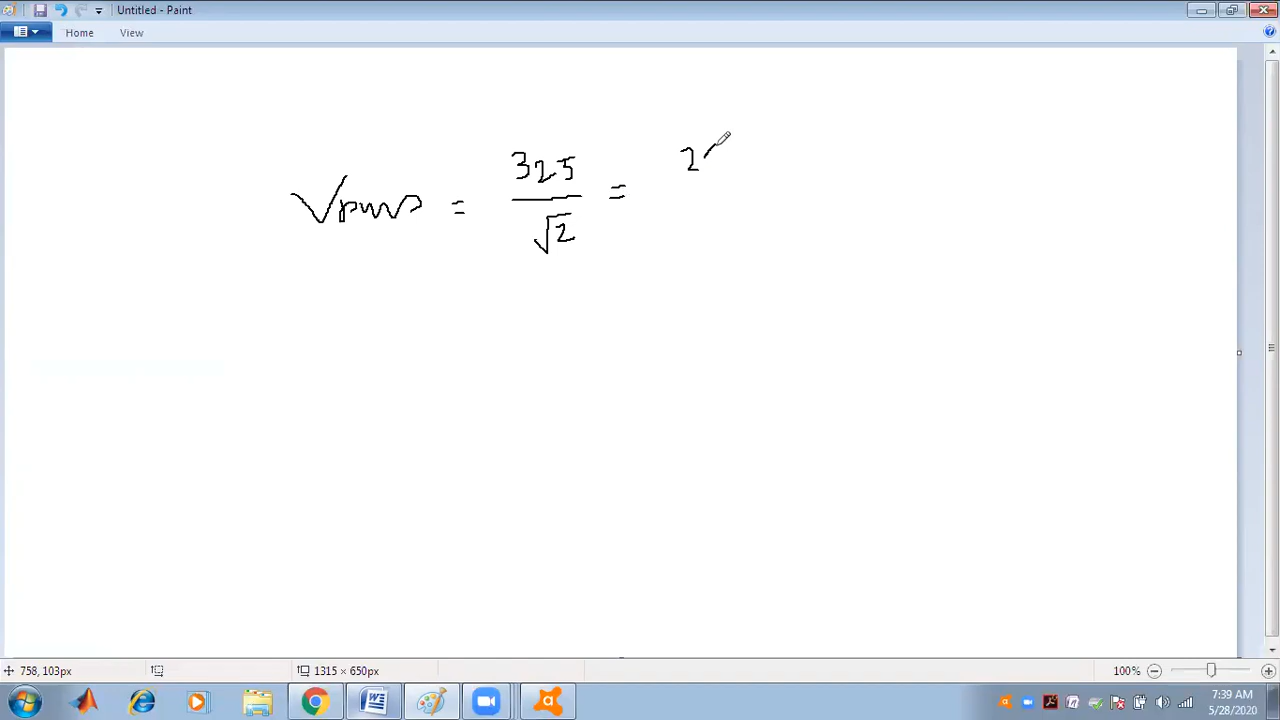 Untitled - Paint
Home View
Vrms = 325 / √2 = 2
758, 103px 1315 × 650px 100%
7:39 AM
5/28/2020